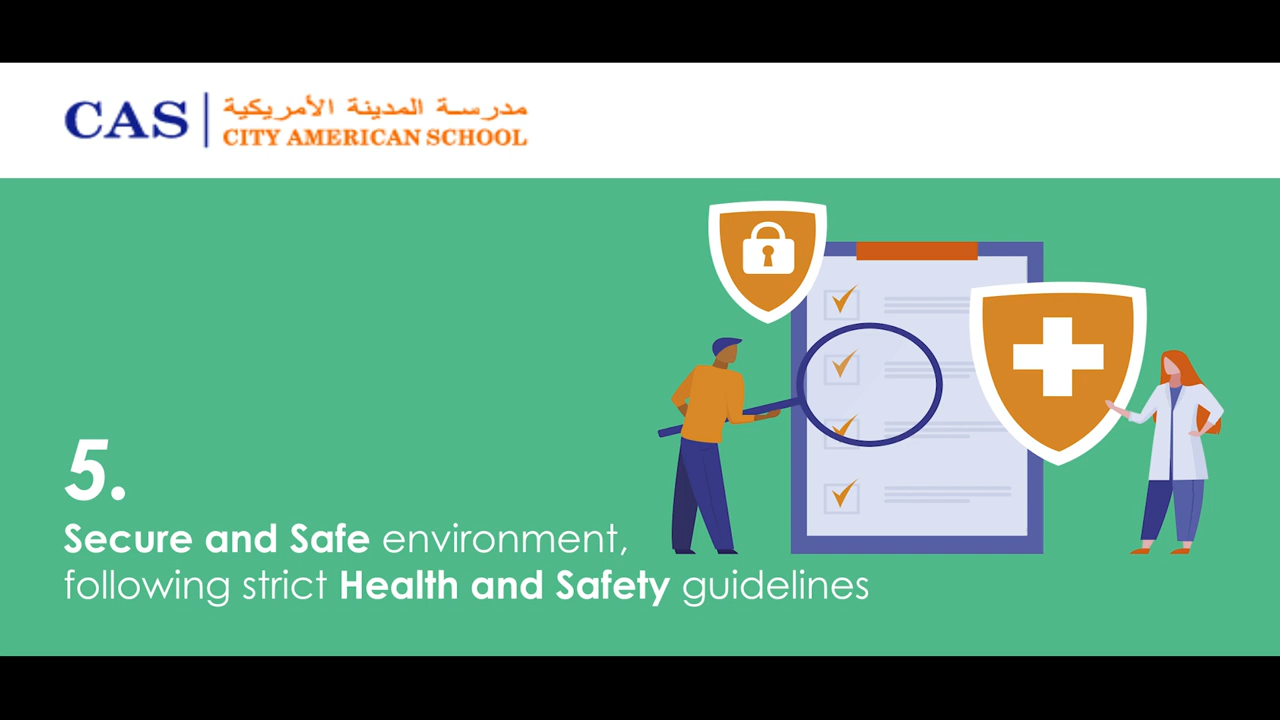 CAS
مدرسة المدينة الأمريكية
CITY AMERICAN SCHOOL
5.
Secure and Safe environment,
following strict Health and Safety guidelines